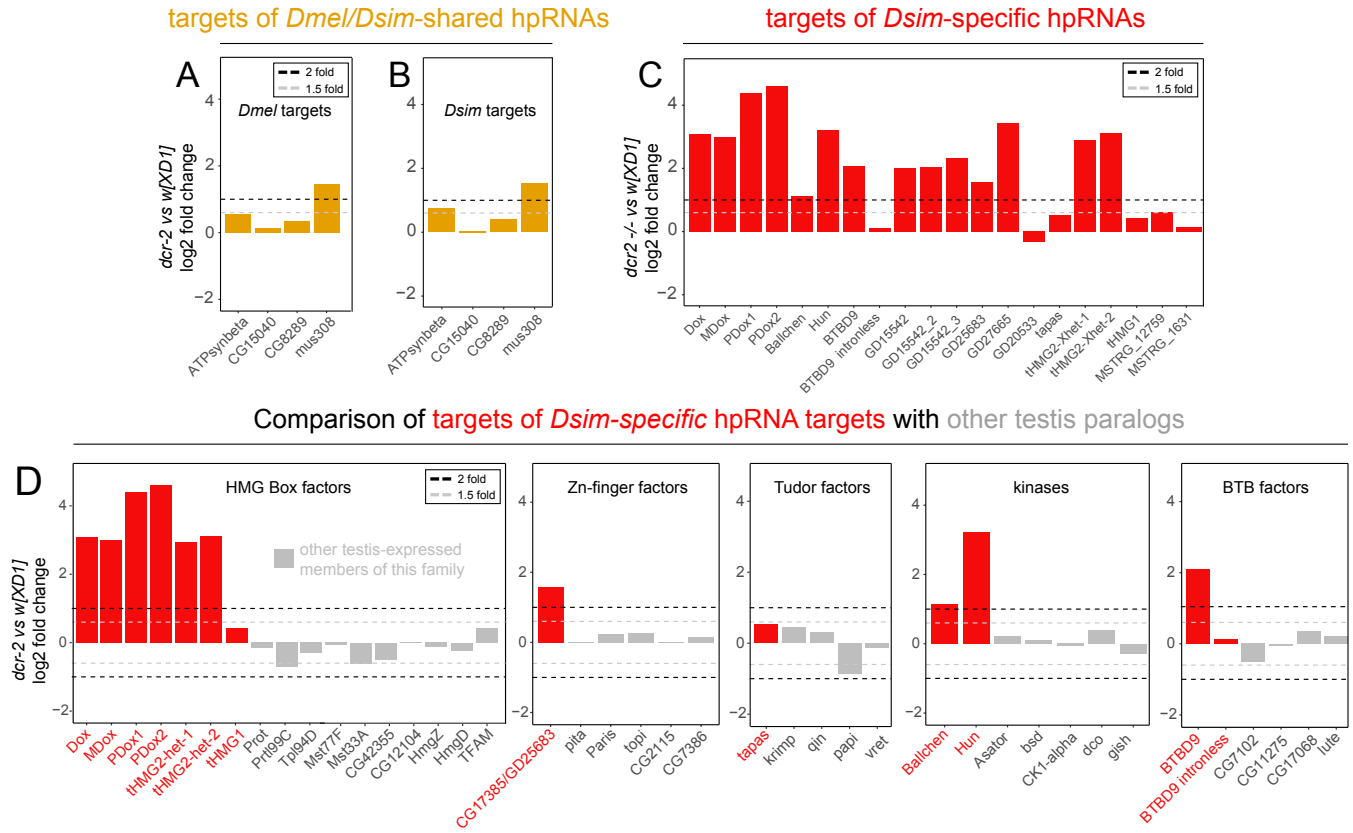 targets of Dmel/Dsim-shared hpRNAs
targets of Dsim-specific hpRNAs
A
2 fold
1.5 fold
Dmel targets
dcr-2 vs w[XD1]
log2 fold change
4
2
0
−2
ATPsynbeta
CG15040
CG8289
mus308
B
Dsim targets
4
2
0
−2
ATPsynbeta
CG15040
CG8289
mus308
C
2 fold
1.5 fold
dcr2 -/- vs w[XD1]
log2 fold change
4
2
0
−2
Dox
MDox
PDox1
PDox2
Ballchen
Hun
BTBD9
BTBD9 intronless
GD15542
GD15542_2
GD15542_3
GD25683
GD27665
GD20533
tapas
tHMG2-Xhet-1
tHMG2-Xhet-2
tHMG1
MSTRG_12759
MSTRG_1631
Comparison of targets of Dsim-specific hpRNA targets with other testis paralogs
D
HMG Box factors
2 fold
1.5 fold
other testis-expressed
members of this family
dcr-2 vs w[XD1]
log2 fold change
4
2
0
−2
Dox
MDox
PDox1
PDox2
tHMG2-het-1
tHMG2-het-2
tHMG1
Prot
Prtl99C
Tpl94D
Mst77F
Mst33A
CG42355
CG12104
HmgZ
HmgD
TFAM
Zn-finger factors
4
2
0
−2
CG17385/GD25683
pita
Paris
topi
CG2115
CG7386
Tudor factors
4
2
0
−2
tapas
krimp
qin
papi
vret
kinases
4
2
0
−2
Ballchen
Hun
Asator
bsd
CK1-alpha
dco
gish
BTB factors
4
2
0
−2
BTBD9
BTBD9 intronless
CG7102
CG11275
CG17068
lute